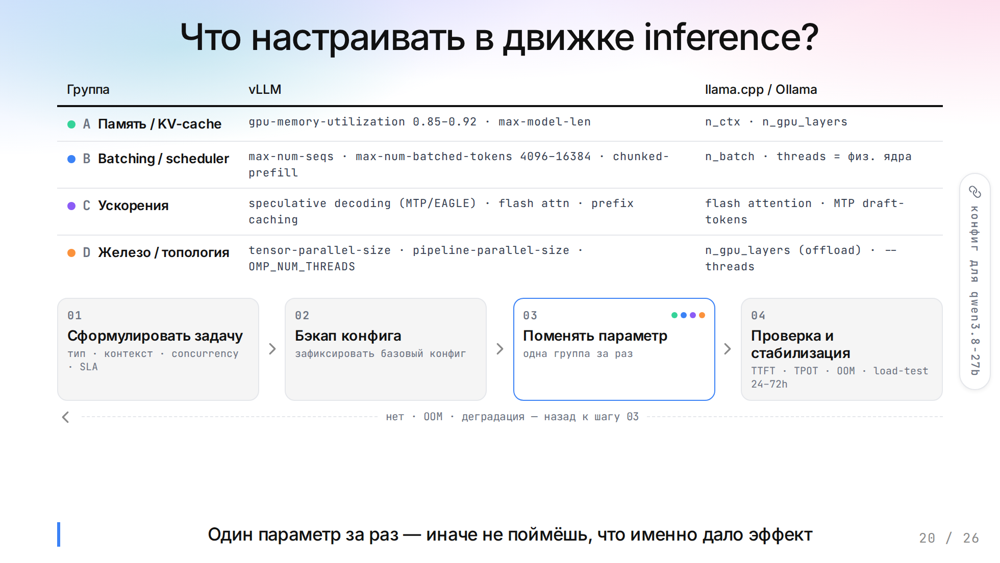 Что настраивать в движке inference?
Группа
vLLM
llama.cpp / Ollama
A Память / KV-cache
gpu-memory-utilization 0.85–0.92 · max-model-len
n_ctx · n_gpu_layers
B Batching / scheduler
max-num-seqs · max-num-batched-tokens 4096–16384 · chunked-
prefill
n_batch · threads = физ. ядра
C Ускорения
speculative decoding (MTP/EAGLE) · flash attn · prefix
caching
flash attention · MTP draft-
tokens
D Железо / топология
tensor-parallel-size · pipeline-parallel-size ·
OMP_NUM_THREADS
n_gpu_layers (offload) · --
threads
01
Сформулировать задачу
тип · контекст · concurrency
· SLA
02
Бэкап конфига
зафиксировать базовый конфиг
03
Поменять параметр
одна группа за раз
04
Проверка и
стабилизация
TTFT · TPOT · OOM · load-test
24–72h
нет · OOM · деградация — назад к шагу 03
конфиг для qwen3.8-27b
Один параметр за раз — иначе не поймёшь, что именно дало эффект
20 / 26